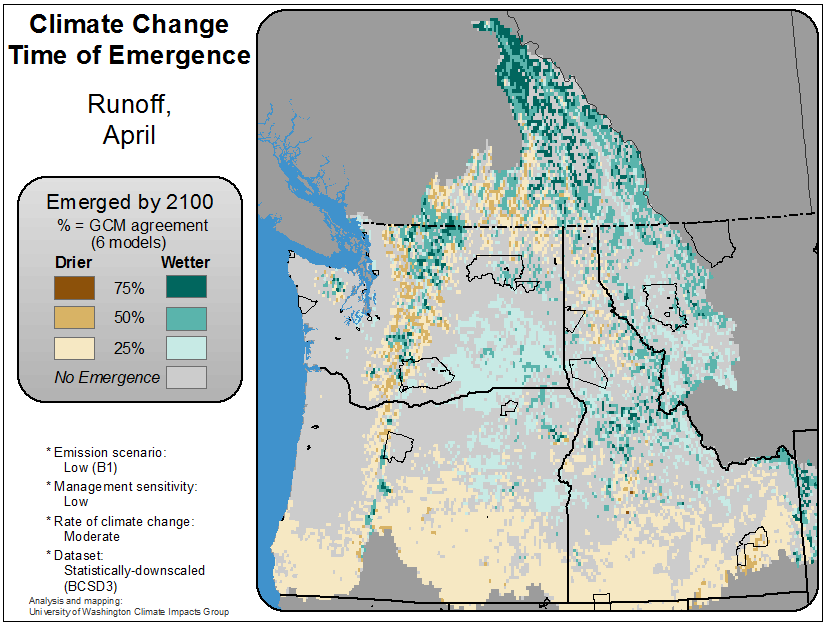 Climate Change
Time of Emergence
Runoff,
April
Emerged by 2100
% = GCM agreement
(6 models)
Drier Wetter
75%
50%
25%
No Emergence
* Emission scenario:
Low (B1)
* Management sensitivity:
Low
* Rate of climate change:
Moderate
* Dataset:
Statistically-downscaled
(BCSD3)
Analysis and mapping:
University of Washington Climate Impacts Group